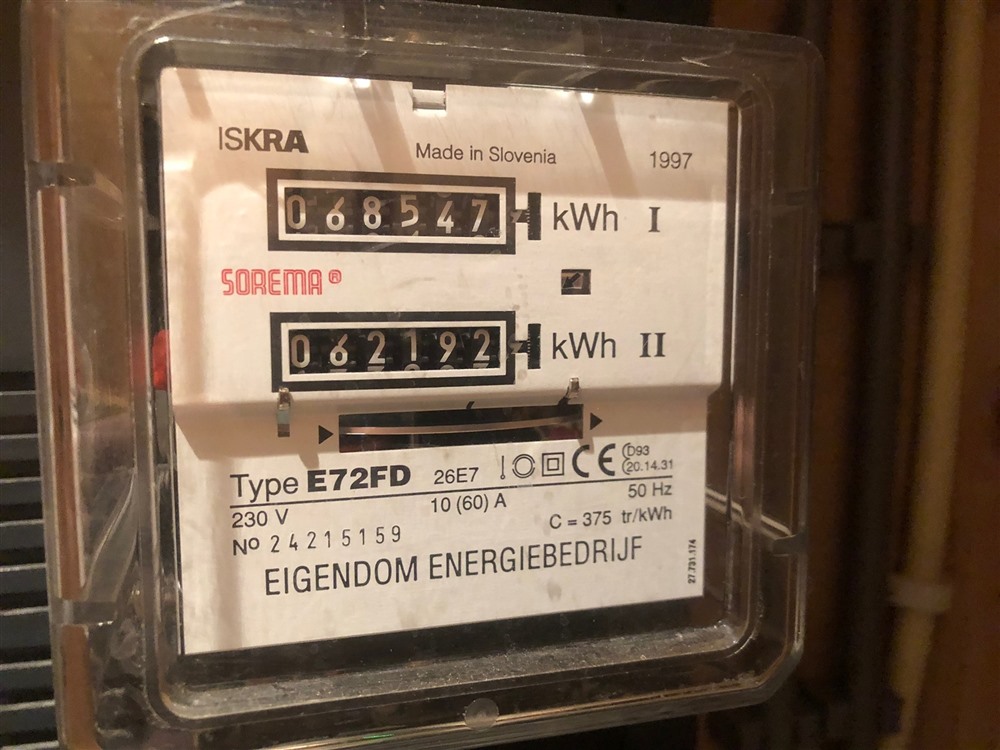 ISKRA
Made in Slovenia
1997
068547 kWh I
SOREMA®
062192 kWh II
Type E72FD 26E7 CE D93
20.14.31
230 V 10 (60) A 50 Hz
Nº 24215159 C = 375 tr/kWh
EIGENDOM ENERGIEBEDRIJF
27.731.174